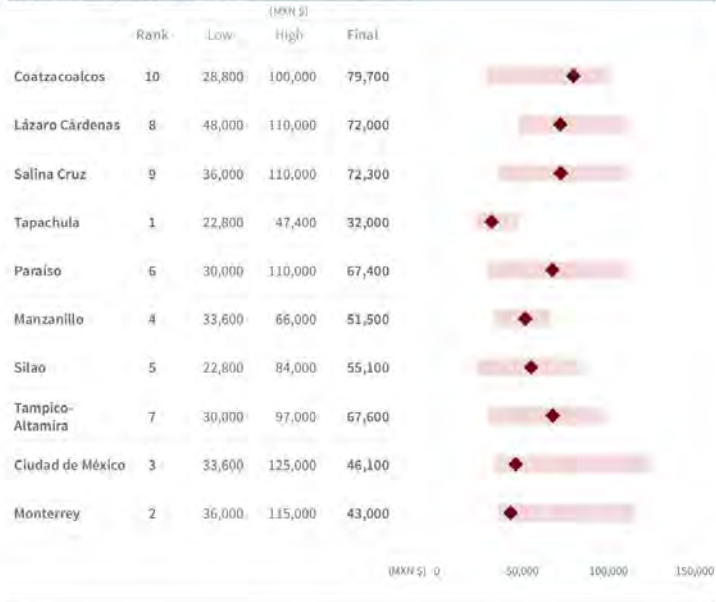 (MXN $)
Rank Low High Final
Coatzacoalcos 10 28,800 100,000 79,700
Lázaro Cárdenas 8 48,000 110,000 72,000
Salina Cruz 9 36,000 110,000 72,300
Tapachula 1 22,800 47,400 32,000
Paraíso 6 30,000 110,000 67,400
Manzanillo 4 33,600 66,000 51,500
Silao 5 22,800 84,000 55,100
Tampico-
Altamira 7 30,000 97,000 67,600
Ciudad de México 3 33,600 125,000 46,100
Monterrey 2 36,000 115,000 43,000
(MXN $) 0 50,000 100,000 150,000